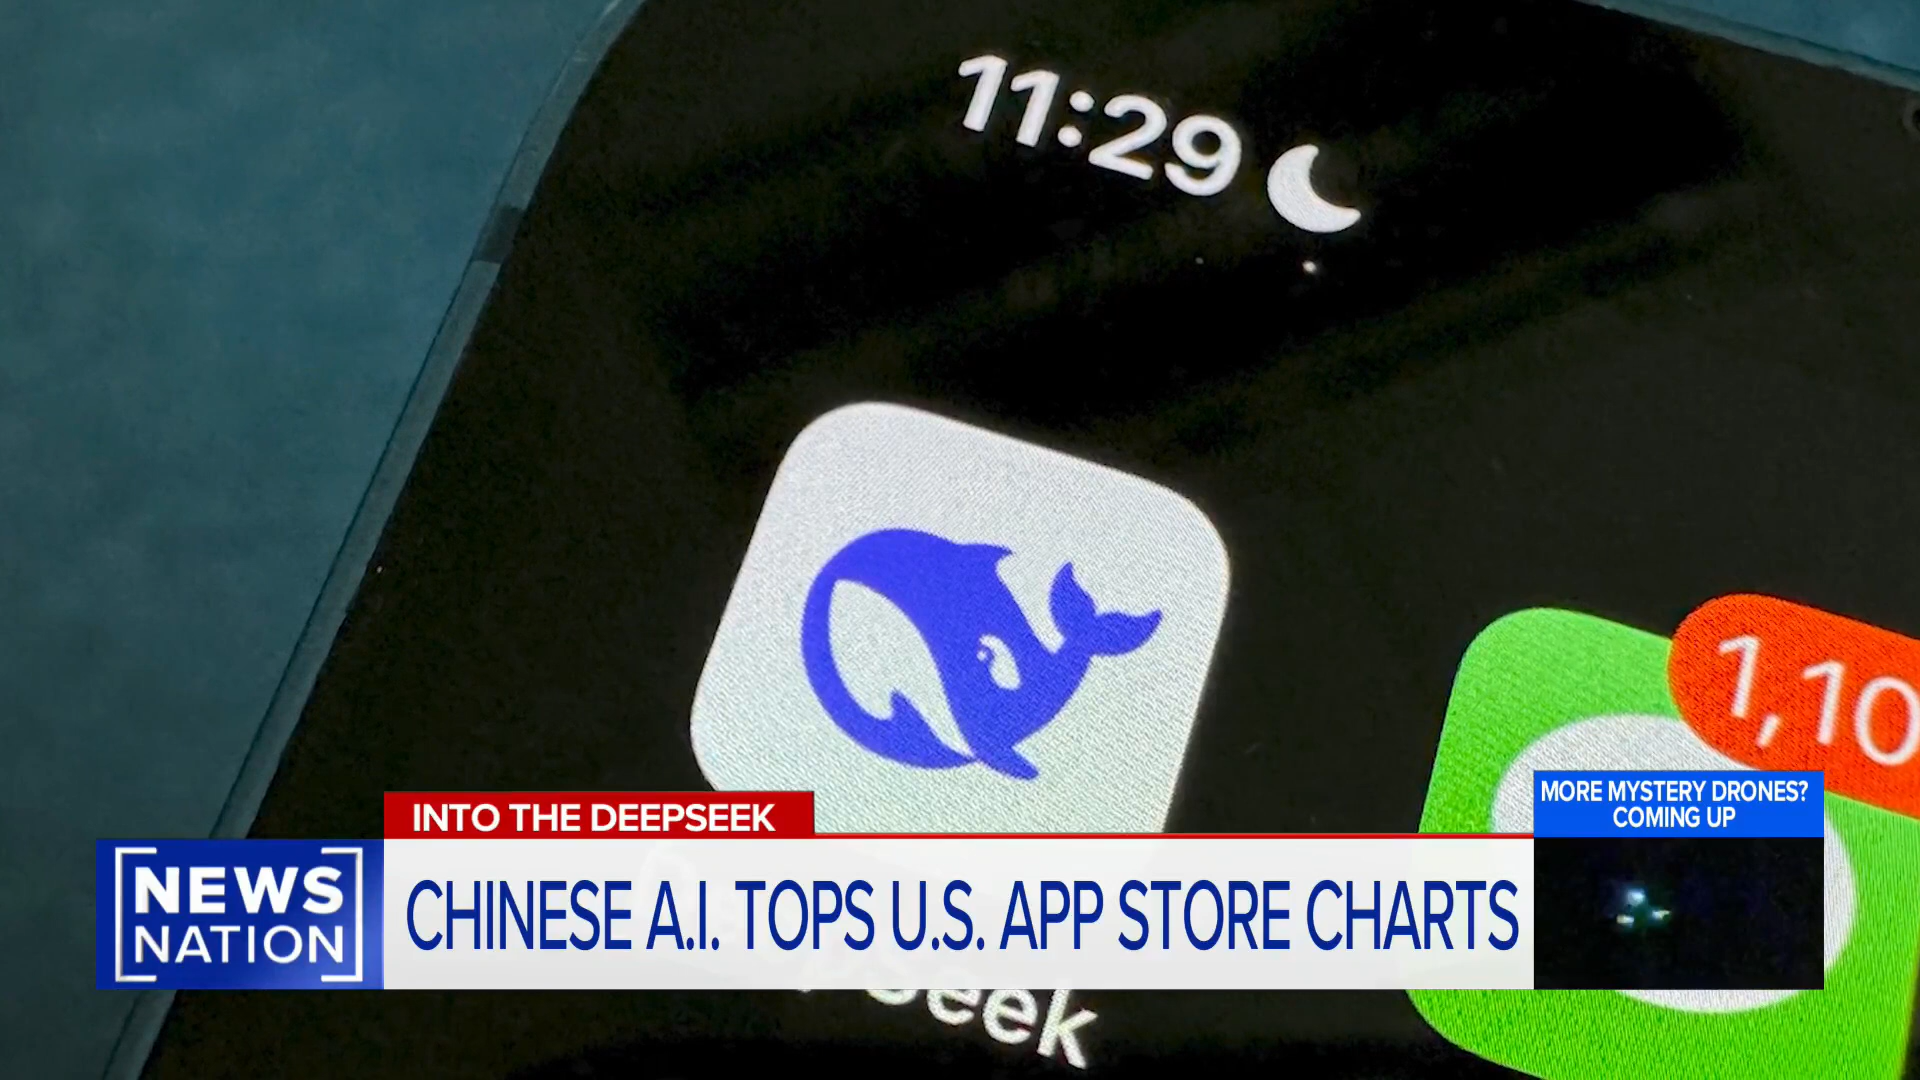 11:29
1,10
MORE MYSTERY DRONES?
COMING UP
INTO THE DEEPSEEK
NEWS
NATION
CHINESE A.I. TOPS U.S. APP STORE CHARTS
Seek